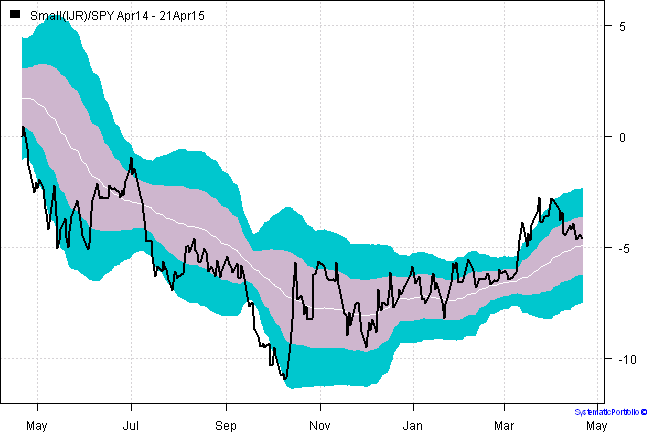 Small(IJR)/SPY Apr14 - 21Apr15
5
0
-5
-10
SystematicPortfolio ©
May Jul Sep Nov Jan Mar May